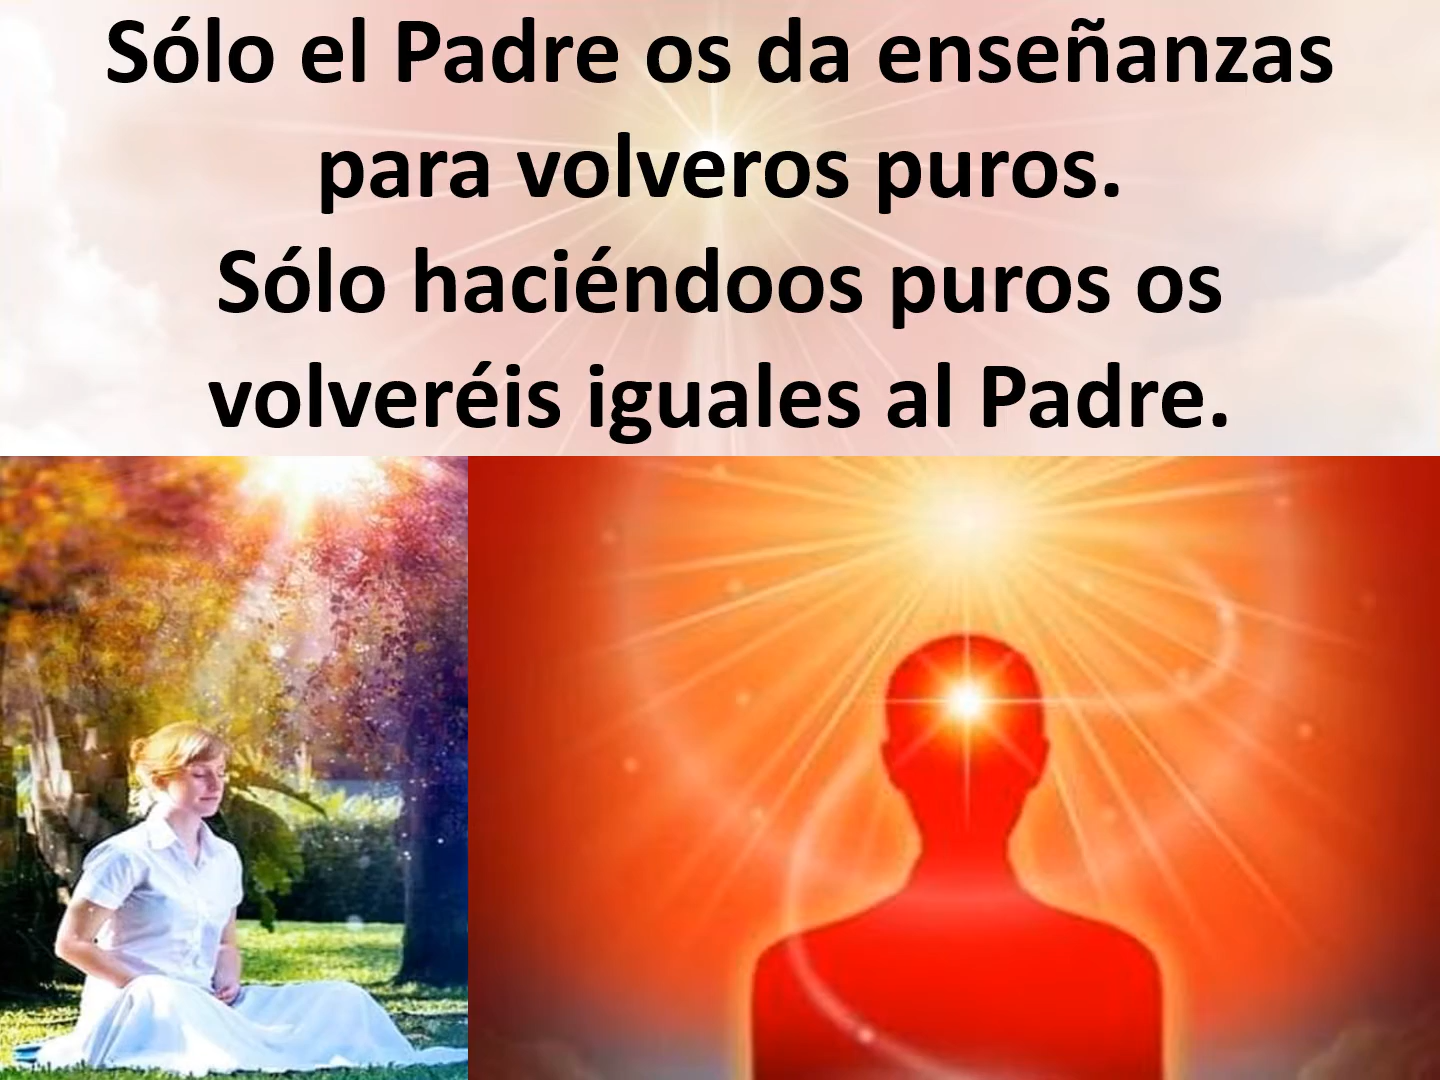 Sólo el Padre os da enseñanzas
para volveros puros.
Sólo haciéndoos puros os
volveréis iguales al Padre.